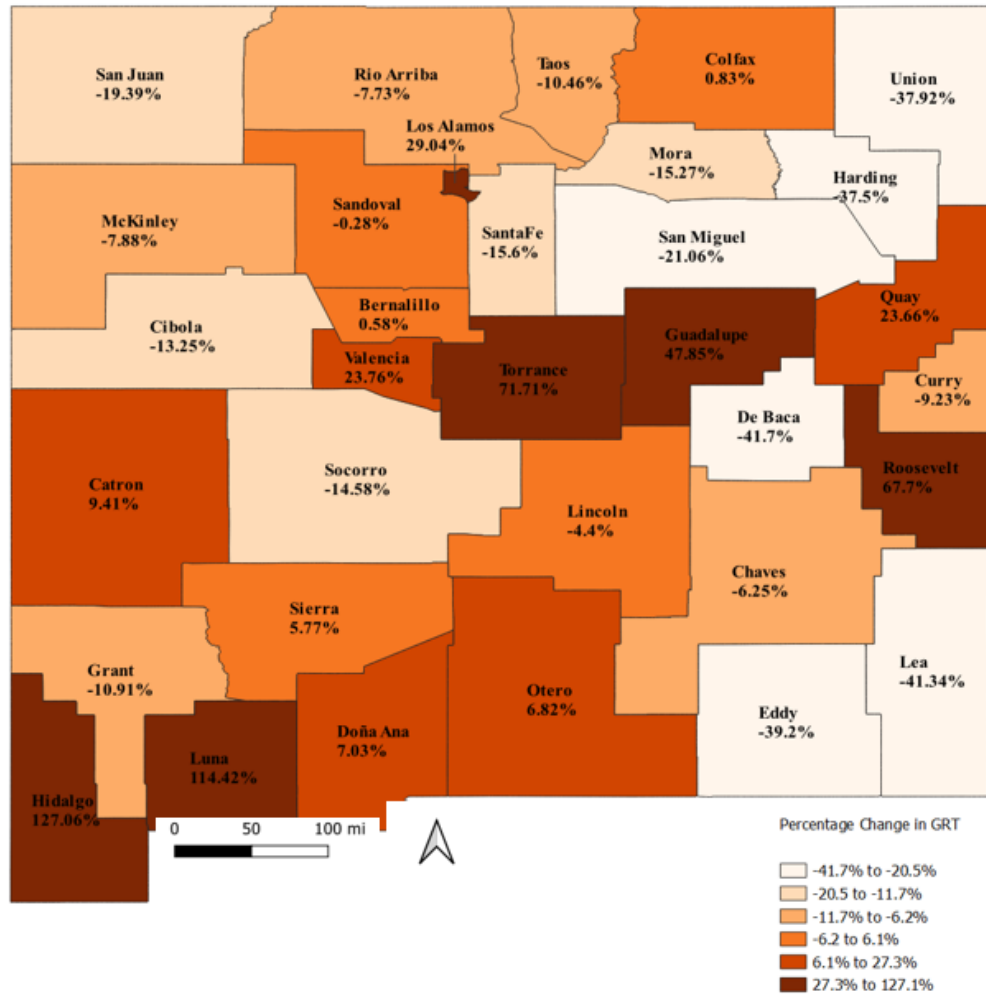 San Juan
-19.39%
Rio Arriba
-7.73%
Taos
-10.46%
Colfax
0.83%
Union
-37.92%
Los Alamos
29.04%
Mora
-15.27%
Harding
-37.5%
McKinley
-7.88%
Sandoval
-0.28%
SantaFe
-15.6%
San Miguel
-21.06%
Quay
23.66%
Cibola
-13.25%
Bernalillo
0.58%
Valencia
23.76%
Torrance
71.71%
Guadalupe
47.85%
Curry
-9.23%
De Baca
-41.7%
Roosevelt
67.7%
Catron
9.41%
Socorro
-14.58%
Lincoln
-4.4%
Chaves
-6.25%
Sierra
5.77%
Grant
-10.91%
Otero
6.82%
Lea
-41.34%
Eddy
-39.2%
Doña Ana
7.03%
Luna
114.42%
Hidalgo
127.06%
0 50 100 mi
Percentage Change in GRT
-41.7% to -20.5%
-20.5 to -11.7%
-11.7% to -6.2%
-6.2 to 6.1%
6.1% to 27.3%
27.3% to 127.1%